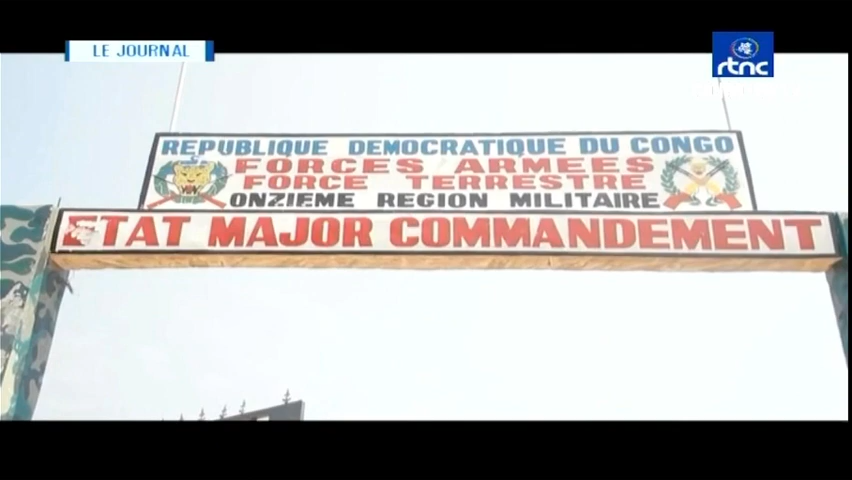 LE JOURNAL
rtnc
REPUBLIQUE DEMOCRATIQUE DU CONGO
FORCES ARMEES
FORCE TERRESTRE
ONZIEME REGION MILITAIRE
ETAT MAJOR COMMANDEMENT